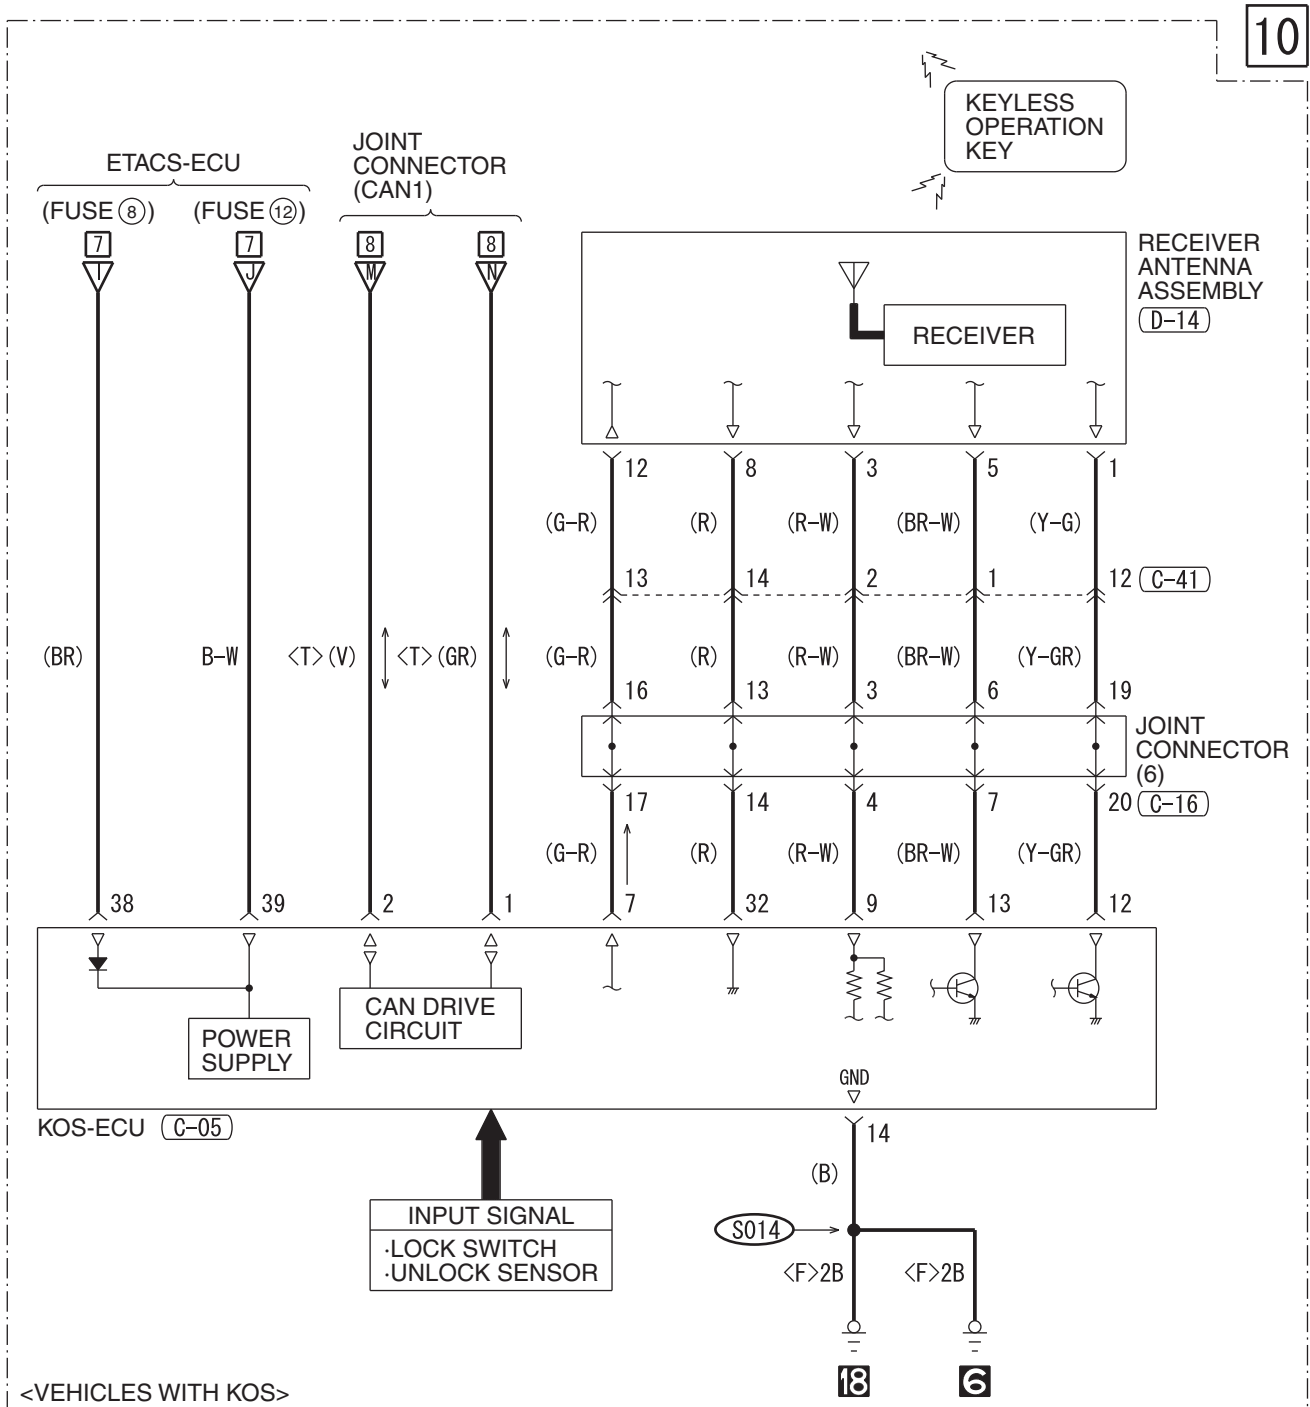 10
KEYLESS
OPERATION
KEY
JOINT
CONNECTOR
(CAN1)
ETACS-ECU
(FUSE 8) (FUSE 12)
7 7 8 8
I J M N
RECEIVER
ANTENNA
ASSEMBLY
D-14
RECEIVER
12 8 3 5 1
(G-R) (R) (R-W) (BR-W) (Y-G)
13 14 2 1 12 C-41
(BR) B-W <T>(V) <T>(GR) (G-R) (R) (R-W) (BR-W) (Y-GR)
16 13 3 6 19
JOINT
CONNECTOR
(6)
17 14 4 7 20 C-16
(G-R) (R) (R-W) (BR-W) (Y-GR)
38 39 2 1 7 32 9 13 12
CAN DRIVE
CIRCUIT
POWER
SUPPLY
GND
KOS-ECU C-05
14
(B)
INPUT SIGNAL
·LOCK SWITCH
·UNLOCK SENSOR
S014
<F>2B <F>2B
18 6
<VEHICLES WITH KOS>